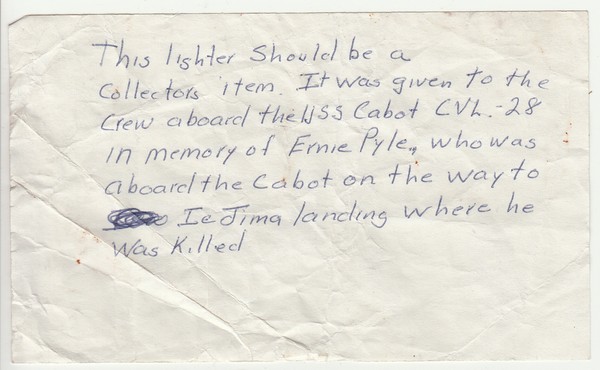 This lighter Should be a
Collectors item. It was given to the
Crew aboard the USS Cabot CVL.-28
in memory of Ernie Pyle, who was
aboard the Cabot on the way to
Ie Jima landing where he
was Killed